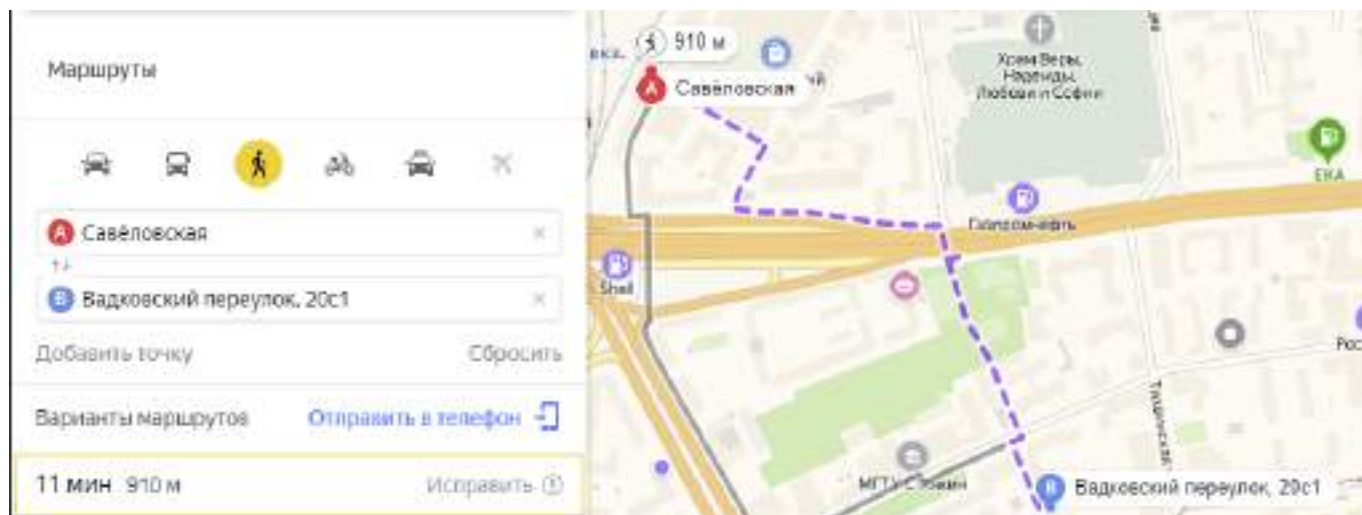 Маршруты
A Савёловская
B Вадковский переулок, 20с1
Добавить точку
Сбросить
Варианты маршрутов
Отправить в телефон
11 мин 910 м
Исправить
910 м
A Савёловская
Храм Веры,
Надежды,
Любови и Софии
ЕКА
Газпромнефть
Shell
Рос
МГТУ Станкин
B Вадковский переулок, 20с1